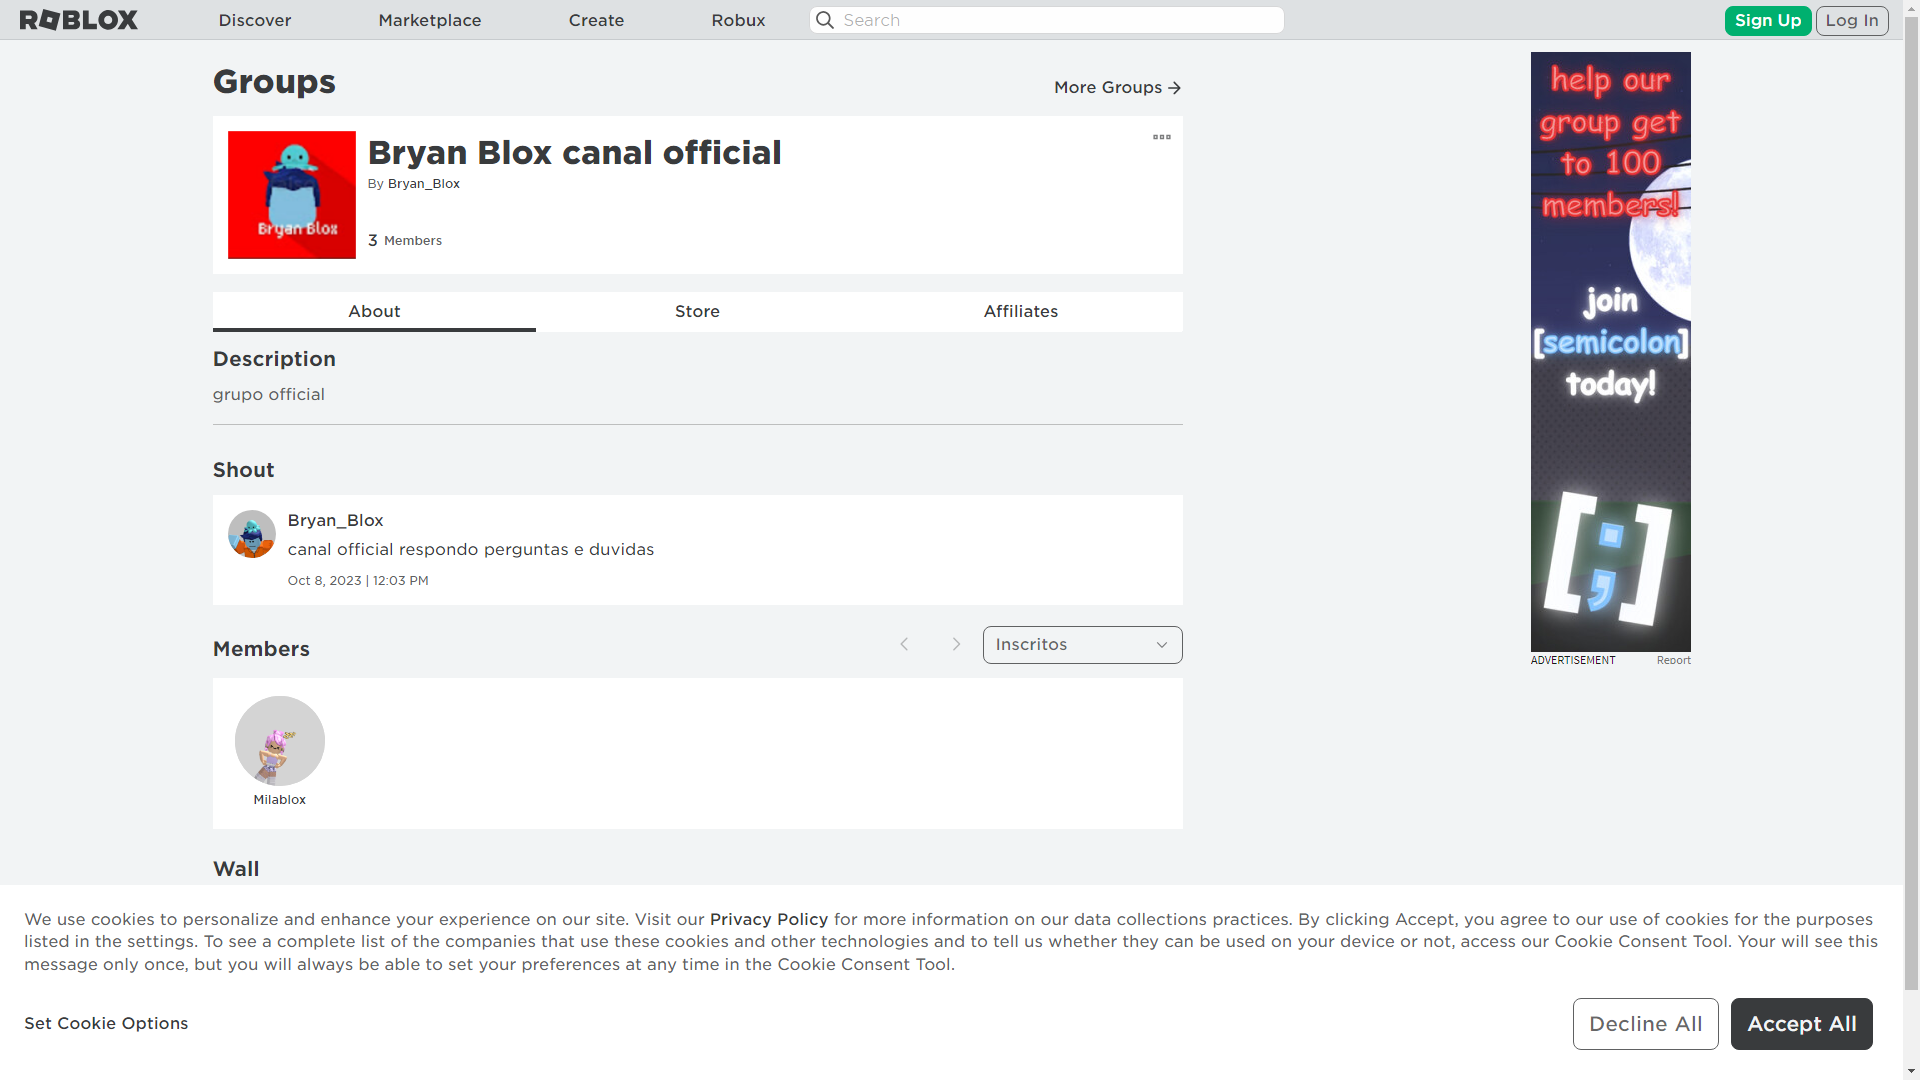 ROBLOX
Discover
Marketplace
Create
Robux
Search
Sign Up
Log In
Groups
More Groups
Bryan Blox
Bryan Blox canal official
By Bryan_Blox
3 Members
About
Store
Affiliates
Description
grupo official
Shout
Bryan_Blox
canal official respondo perguntas e duvidas
Oct 8, 2023 | 12:03 PM
Members
Inscritos
Milablox
Wall
help our
group get
to 100
members!
join
[semicolon]
today!
[;]
ADVERTISEMENT
Report
We use cookies to personalize and enhance your experience on our site. Visit our Privacy Policy for more information on our data collections practices. By clicking Accept, you agree to our use of cookies for the purposes
listed in the settings. To see a complete list of the companies that use these cookies and other technologies and to tell us whether they can be used on your device or not, access our Cookie Consent Tool. Your will see this
message only once, but you will always be able to set your preferences at any time in the Cookie Consent Tool.
Set Cookie Options
Decline All
Accept All